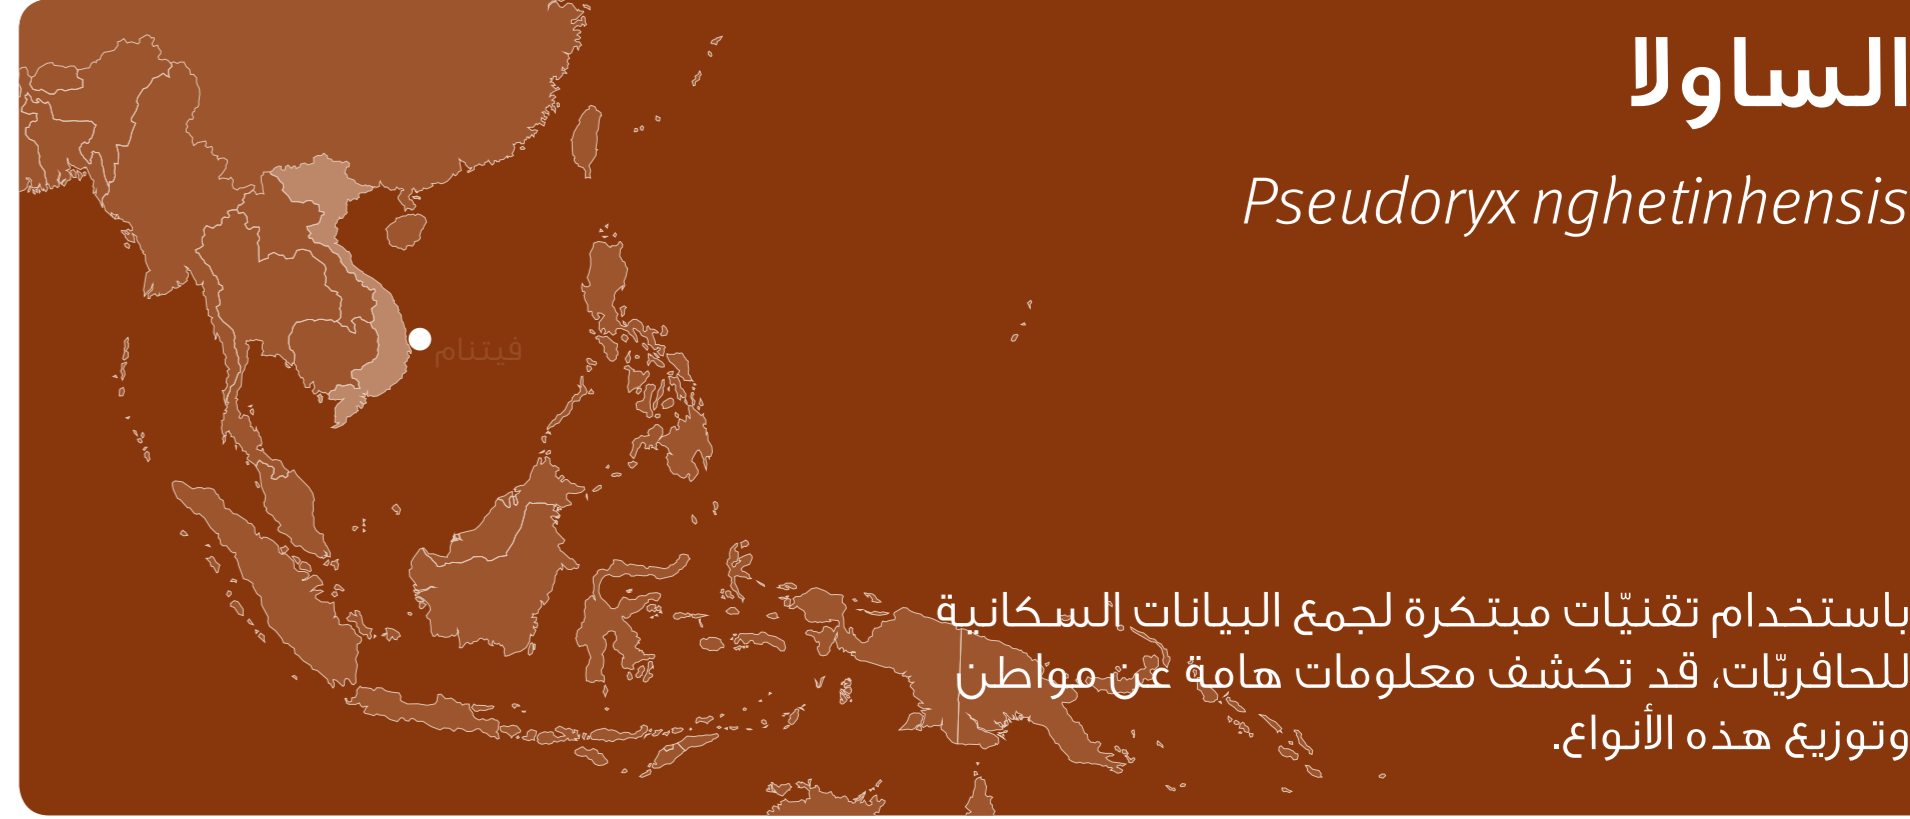 الساولا
Pseudoryx nghetinhensis
فيتنام
باستخدام تقنيّات مبتكرة لجمع البيانات السكانية
للحافريّات، قد تكشف معلومات هامة عن مواطن
وتوزيع هذه الأنواع.